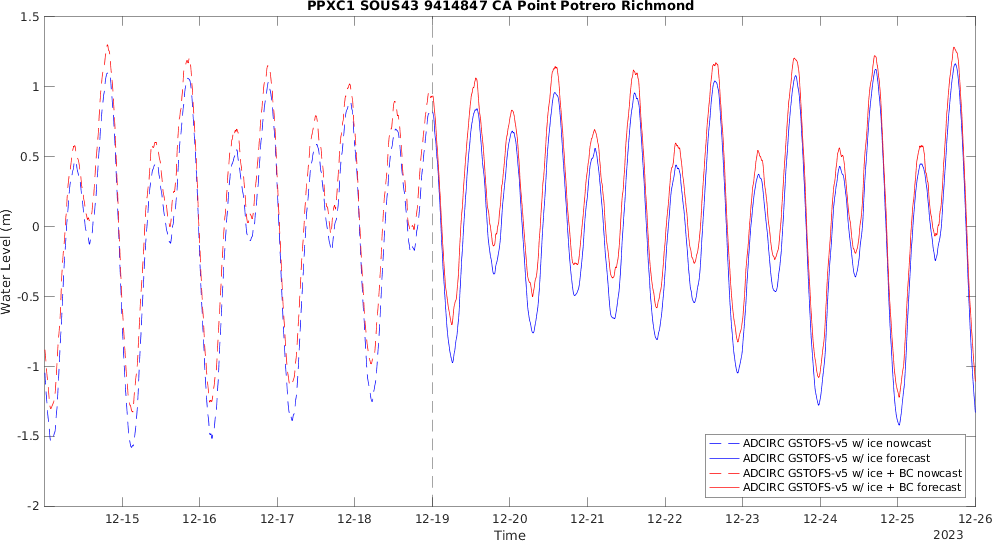 PPXC1 SOUS43 9414847 CA Point Potrero Richmond
1.5
1
0.5
0
-0.5
-1
-1.5
-2
Water Level (m)
ADCIRC GSTOFS-v5 w/ ice nowcast
ADCIRC GSTOFS-v5 w/ ice forecast
ADCIRC GSTOFS-v5 w/ ice + BC nowcast
ADCIRC GSTOFS-v5 w/ ice + BC forecast
12-15 12-16 12-17 12-18 12-19 12-20 12-21 12-22 12-23 12-24 12-25 12-26
Time
2023